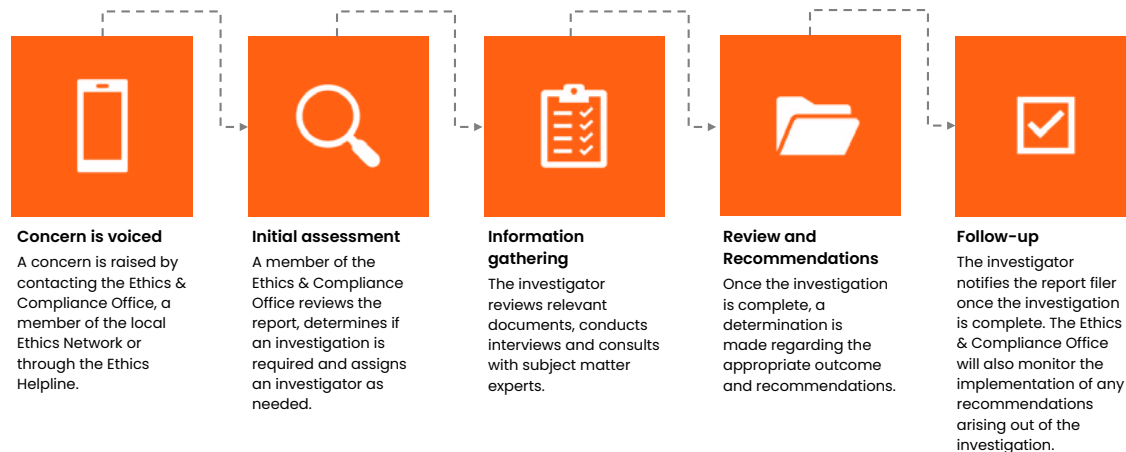 Concern is voiced
A concern is raised by
contacting the Ethics &
Compliance Office, a
member of the local
Ethics Network or
through the Ethics
Helpline.
Initial assessment
A member of the
Ethics & Compliance
Office reviews the
report, determines if
an investigation is
required and assigns
an investigator as
needed.
Information
gathering
The investigator
reviews relevant
documents, conducts
interviews and consults
with subject matter
experts.
Review and
Recommendations
Once the investigation
is complete, a
determination is
made regarding the
appropriate outcome
and recommendations.
Follow-up
The investigator
notifies the report filer
once the investigation
is complete. The Ethics
& Compliance Office
will also monitor the
implementation of any
recommendations
arising out of the
investigation.